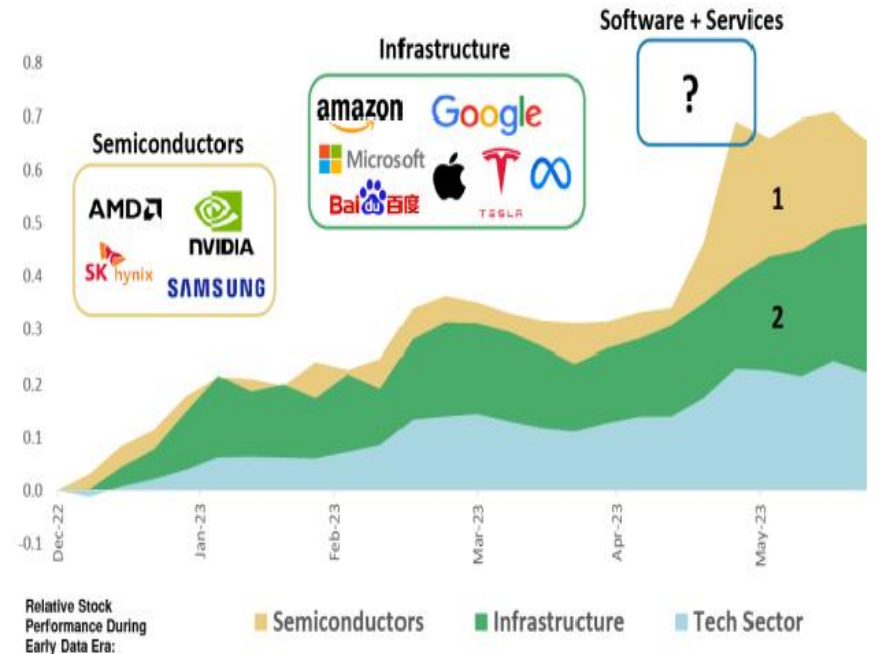 Software + Services
?
Infrastructure
amazon
Google
Microsoft
Bai du 百度
TESLA
Semiconductors
AMD
NVIDIA
SK hynix
SAMSUNG
0.8
0.7
0.6
0.5
0.4
0.3
0.2
0.1
0.0
-0.1
1
2
Dec-22
Jan-23
Feb-23
Mar-23
Apr-23
May-23
Relative Stock
Performance During
Early Data Era:
Semiconductors
Infrastructure
Tech Sector